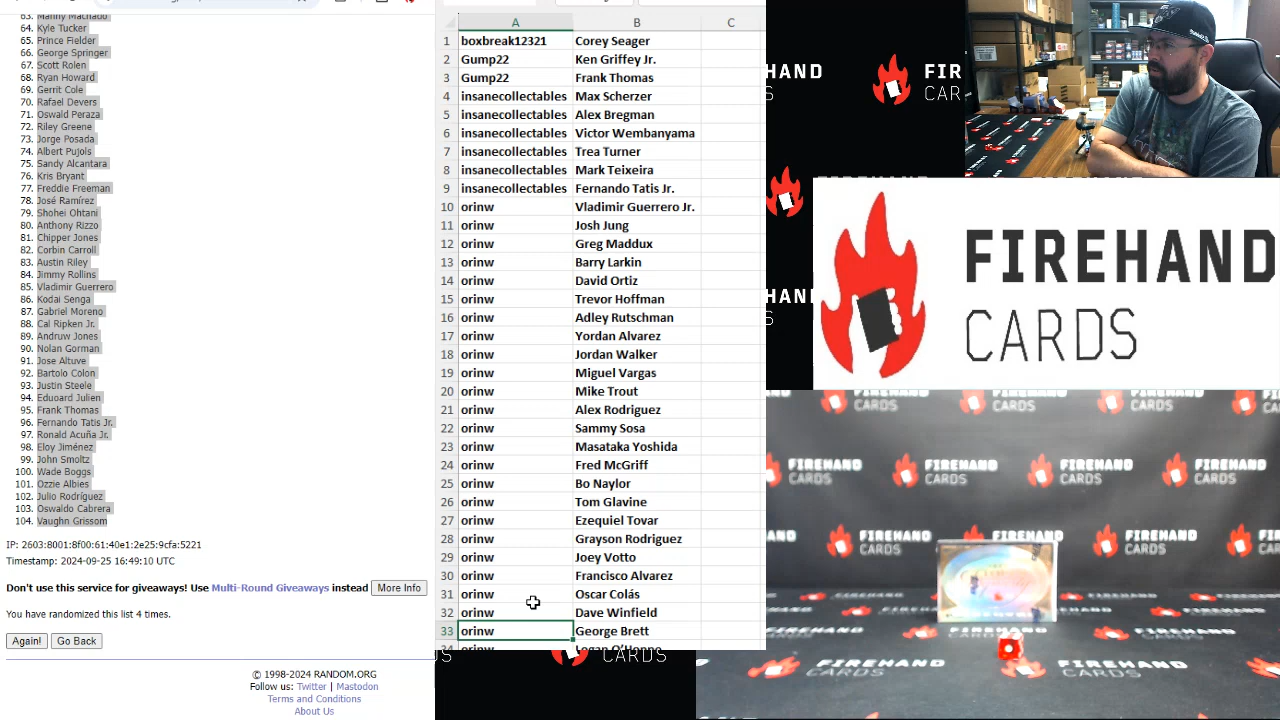 63. Manny Machado
64. Kyle Tucker
65. Prince Fielder
66. George Springer
67. Scott Rolen
68. Ryan Howard
69. Gerrit Cole
70. Rafael Devers
71. Oswald Peraza
72. Riley Greene
73. Jorge Posada
74. Albert Pujols
75. Sandy Alcantara
76. Kris Bryant
77. Freddie Freeman
78. José Ramírez
79. Shohei Ohtani
80. Anthony Rizzo
81. Chipper Jones
82. Corbin Carroll
83. Austin Riley
84. Jimmy Rollins
85. Vladimir Guerrero
86. Kodai Senga
87. Gabriel Moreno
88. Cal Ripken Jr.
89. Andruw Jones
90. Nolan Gorman
91. Jose Altuve
92. Bartolo Colon
93. Justin Steele
94. Eduoard Julien
95. Frank Thomas
96. Fernando Tatis Jr.
97. Ronald Acuña Jr.
98. Eloy Jiménez
99. John Smoltz
100. Wade Boggs
101. Ozzie Albies
102. Julio Rodríguez
103. Oswaldo Cabrera
104. Vaughn Grissom
IP: 2603:8001:8f00:61:40e1:2e25:9cfa:5221
Timestamp: 2024-09-25 16:49:10 UTC
Don't use this service for giveaways! Use Multi-Round Giveaways instead More Info
You have randomized this list 4 times.
Again! Go Back
© 1998-2024 RANDOM.ORG
Follow us: Twitter | Mastodon
Terms and Conditions
About Us
A B C
1 boxbreak12321 Corey Seager
2 Gump22 Ken Griffey Jr.
3 Gump22 Frank Thomas
4 insanecollectables Max Scherzer
5 insanecollectables Alex Bregman
6 insanecollectables Victor Wembanyama
7 insanecollectables Trea Turner
8 insanecollectables Mark Teixeira
9 insanecollectables Fernando Tatis Jr.
10 orinw Vladimir Guerrero Jr.
11 orinw Josh Jung
12 orinw Greg Maddux
13 orinw Barry Larkin
14 orinw David Ortiz
15 orinw Trevor Hoffman
16 orinw Adley Rutschman
17 orinw Yordan Alvarez
18 orinw Jordan Walker
19 orinw Miguel Vargas
20 orinw Mike Trout
21 orinw Alex Rodriguez
22 orinw Sammy Sosa
23 orinw Masataka Yoshida
24 orinw Fred McGriff
25 orinw Bo Naylor
26 orinw Tom Glavine
27 orinw Ezequiel Tovar
28 orinw Grayson Rodriguez
29 orinw Joey Votto
30 orinw Francisco Alvarez
31 orinw Oscar Colás
32 orinw Dave Winfield
33 orinw George Brett
34 orinw Logan O'Hoppe
FIREHAND
CARDS